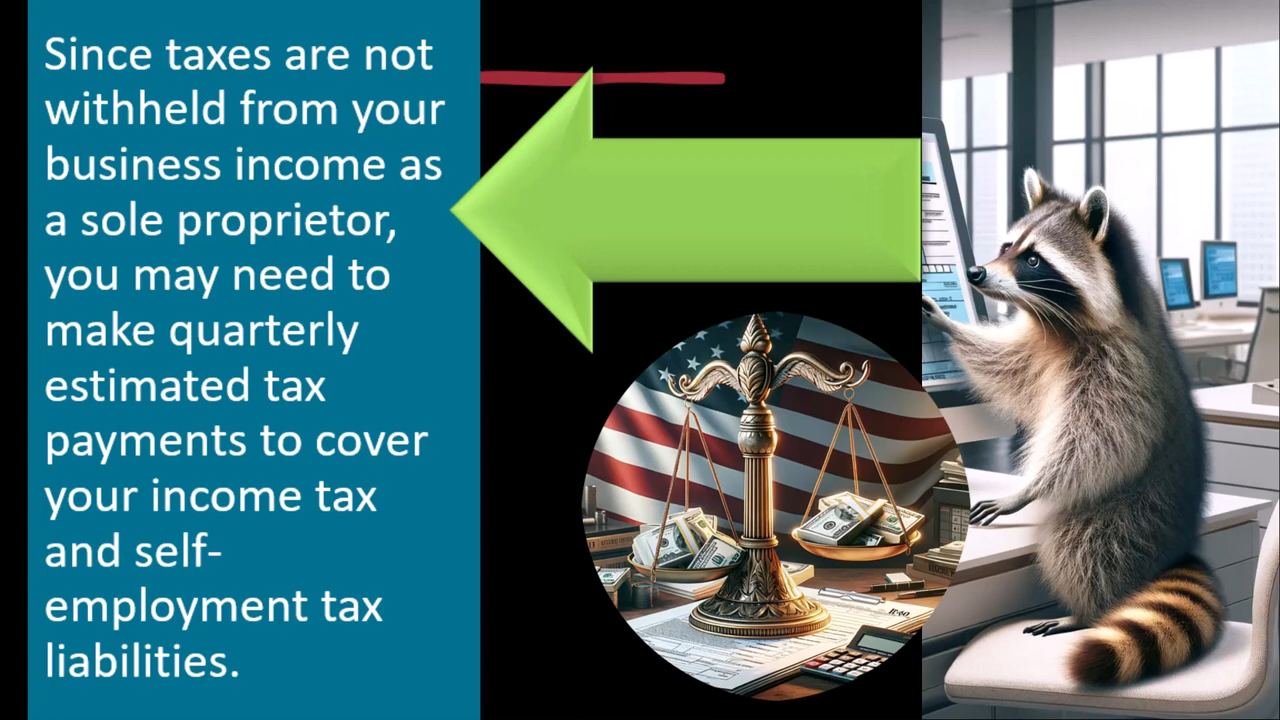 Since taxes are not
withheld from your
business income as
a sole proprietor,
you may need to
make quarterly
estimated tax
payments to cover
your income tax
and self-
employment tax
liabilities.